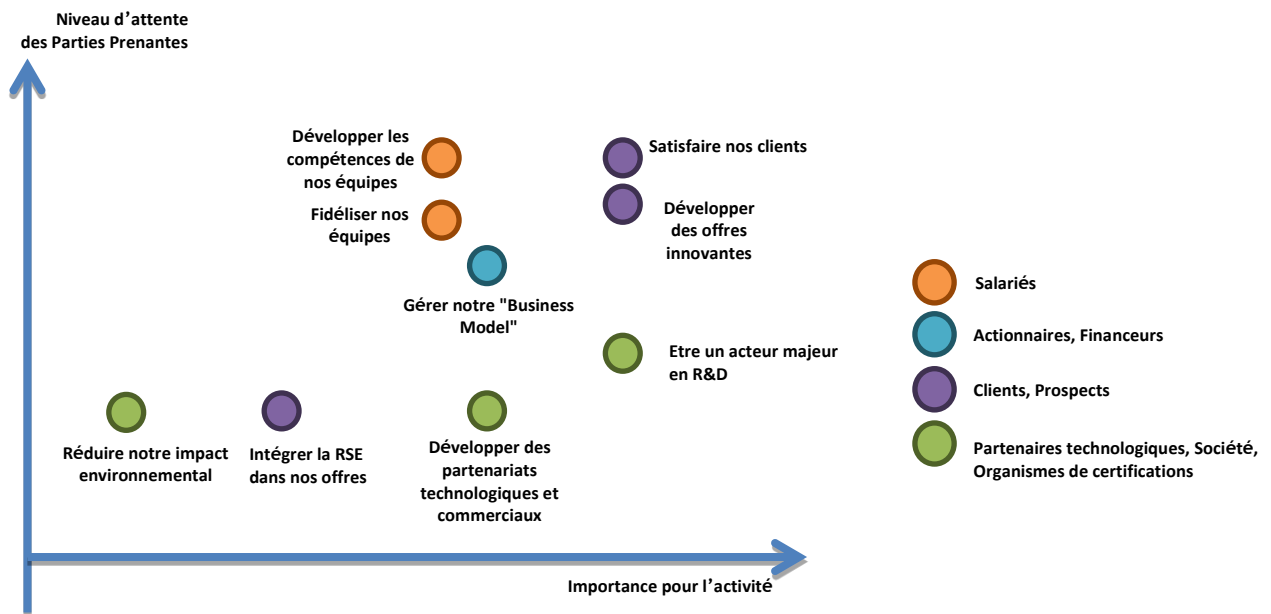 Niveau d’attente
des Parties Prenantes
Développer les
compétences de
nos équipes
Satisfaire nos clients
Fidéliser nos
équipes
Développer
des offres
innovantes
Gérer notre "Business
Model"
Etre un acteur majeur
en R&D
Réduire notre impact
environnemental
Intégrer la RSE
dans nos offres
Développer des
partenariats
technologiques et
commerciaux
Importance pour l’activité
Salariés
Actionnaires, Financeurs
Clients, Prospects
Partenaires technologiques, Société,
Organismes de certifications